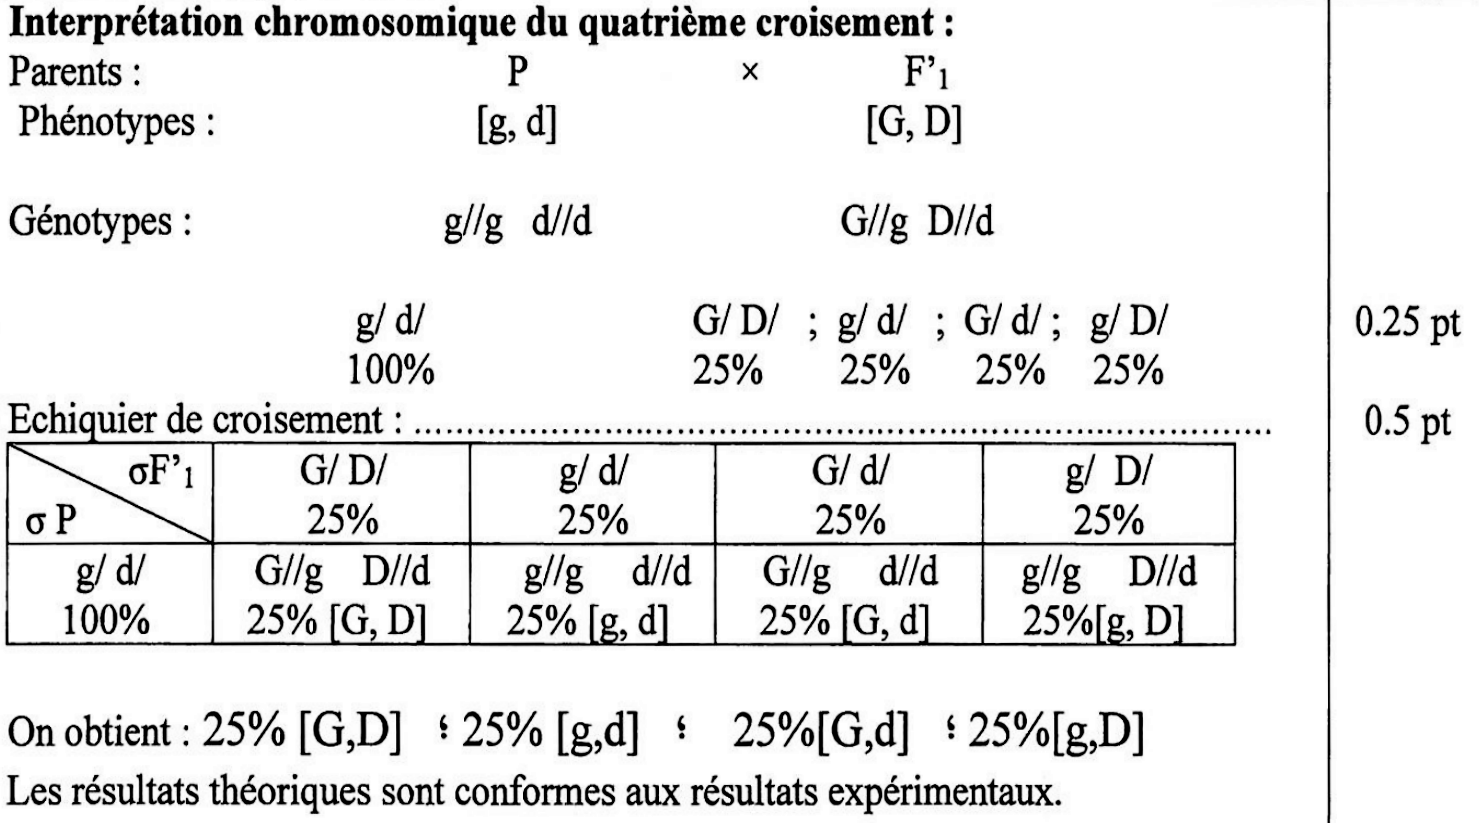 Interprétation chromosomique du quatrième croisement :
Parents : P × F’1
Phénotypes : [g, d] [G, D]
Génotypes : g//g d//d G//g D//d
g/ d/ G/ D/ ; g/ d/ ; G/ d/ ; g/ D/ 0.25 pt
100% 25% 25% 25% 25%
Echiquier de croisement : ........................................................................................ 0.5 pt
σF’1 G/ D/ g/ d/ G/ d/ g/ D/
σ P 25% 25% 25% 25%
g/ d/ G//g D//d g//g d//d G//g d//d g//g D//d
100% 25% [G, D] 25% [g, d] 25% [G, d] 25%[g, D]
On obtient : 25% [G,D] ؛ 25% [g,d] ؛ 25%[G,d] ؛ 25%[g,D]
Les résultats théoriques sont conformes aux résultats expérimentaux.